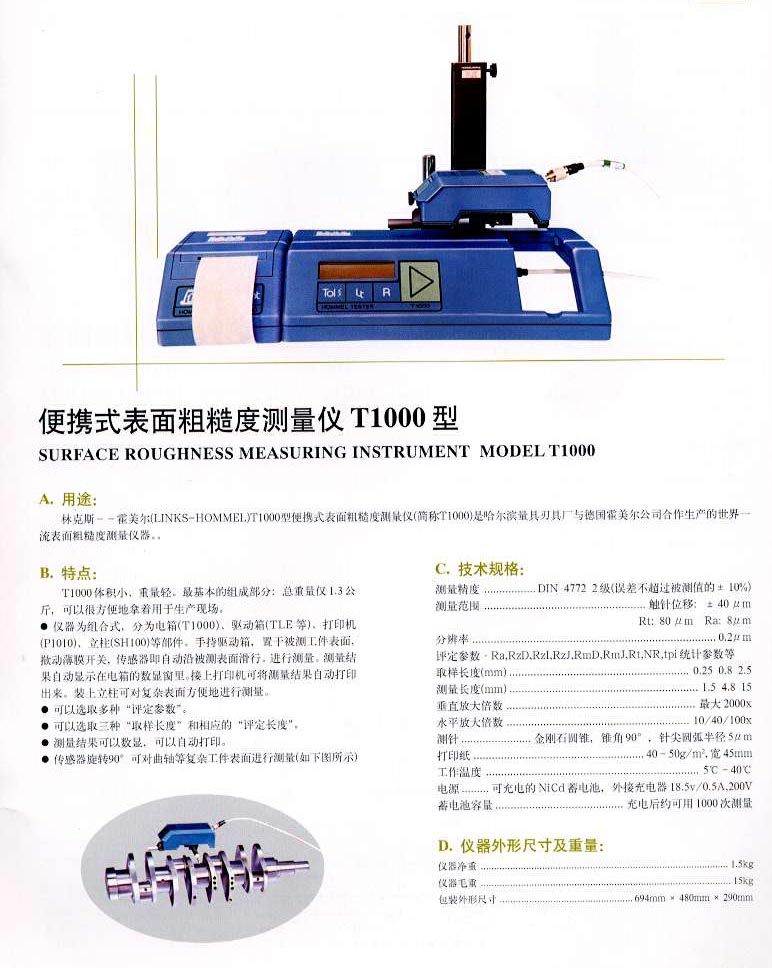 Tol
R
HOMMEL TESTER
T1000
便携式表面粗糙度测量仪 T1000 型
SURFACE ROUGHNESS MEASURING INSTRUMENT MODEL T1000
A. 用途:
林克斯--霍美尔(LINKS-HOMMEL)T1000型便携式表面粗糙度测量仪(简称T1000)是哈尔滨量具刃具厂与德国霍美尔公司合作生产的世界一
流表面粗糙度测量仪器。。
B. 特点:
T1000体积小、重量轻。最基本的组成部分:总重量仅1.3公
斤,可以很方便地拿着用于生产现场。
● 仪器为组合式,分为电箱(T1000)、驱动箱(TLE等)、打印机
(P1010)、立柱(SH100)等部件。手持驱动箱,置于被测工件表面,
揿动薄膜开关,传感器即自动沿被测表面滑行。进行测量。测量结
果自动显示在电箱的数显窗里,接上打印机可将测量结果自动打印
出来。装上立柱可对复杂表面方便地进行测量。
● 可以选取多种“评定参数”。
● 可以选取三种“取样长度”和相应的“评定长度”。
● 测量结果可以数显,可以自动打印。
● 传感器旋转90°可对曲轴等复杂工件表面进行测量(如下图所示)
C. 技术规格:
测量精度 ............... DIN 4772 2级(误差不超过被测值的± 10%)
测量范围 ............... 触针位移: ± 40 μm
Rt: 80 μm Ra: 8μm
分辨率 ............... 0.2μm
评定参数 · Ra,RzD,RzI,RzJ,RmD,RmJ,Rt,NR,tpi 统计参数等
取样长度(mm) ............... 0.25 0.8 2.5
测量长度(mm) ............... 1.5 4.8 15
垂直放大倍数 ............... 最大 2000x
水平放大倍数 ............... 10/40/100x
测针 ............... 金刚石圆锥,锥角90°,针尖圆弧半径5μm
打印纸 ............... 40-50g/m²,宽 45mm
工作温度 ............... 5℃-40℃
电源 ......... 可充电的 NiCd 蓄电池,外接充电器 18.5v/0.5A,200V
蓄电池容量 ............... 充电后约可用 1000 次测量
D. 仪器外形尺寸及重量:
仪器净重 ............... 1.5kg
仪器毛重 ............... 15kg
包装外形尺寸 ............... 694mm × 480mm × 290mm